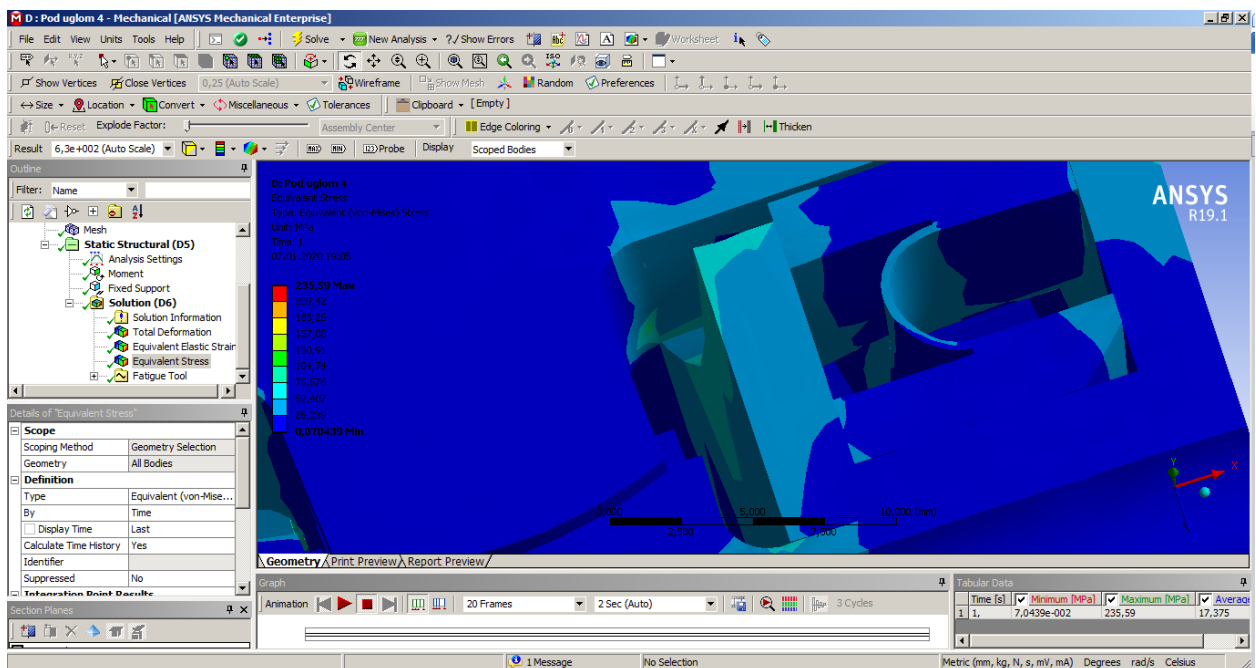 D : Pod uglom 4 - Mechanical [ANSYS Mechanical Enterprise]
File Edit View Units Tools Help Solve New Analysis ?/ Show Errors Worksheet
Show Vertices Close Vertices 0,25 (Auto Scale) Wireframe Show Mesh Random Preferences
Size Location Convert Miscellaneous Tolerances Clipboard [Empty]
Reset Explode Factor: Assembly Center Edge Coloring Thicken
Result 6,3e+002 (Auto Scale) Probe Display Scoped Bodies
Outline
Filter: Name
Mesh
Static Structural (D5)
Analysis Settings
Moment
Fixed Support
Solution (D6)
Solution Information
Total Deformation
Equivalent Elastic Strain
Equivalent Stress
Fatigue Tool
Details of "Equivalent Stress"
Scope
Scoping Method Geometry Selection
Geometry All Bodies
Definition
Type Equivalent (von-Mise...
By Time
Display Time Last
Calculate Time History Yes
Identifier
Suppressed No
Integration Point Results
Section Planes
D: Pod uglom 4
Equivalent Stress
Type: Equivalent (von-Mises) Stress
Unit: MPa
Time: 1
235,59 Max
0,070439 Min
ANSYS
R19.1
0,000 5,000 10,000 (mm)
2,500 7,500
Y
X
Geometry Print Preview Report Preview
Graph
Animation 20 Frames 2 Sec (Auto) 3 Cycles
Tabular Data
Time [s] Minimum [MPa] Maximum [MPa] Average
1 1, 7,0439e-002 235,59 17,375
1 Message No Selection Metric (mm, kg, N, s, mV, mA) Degrees rad/s Celsius